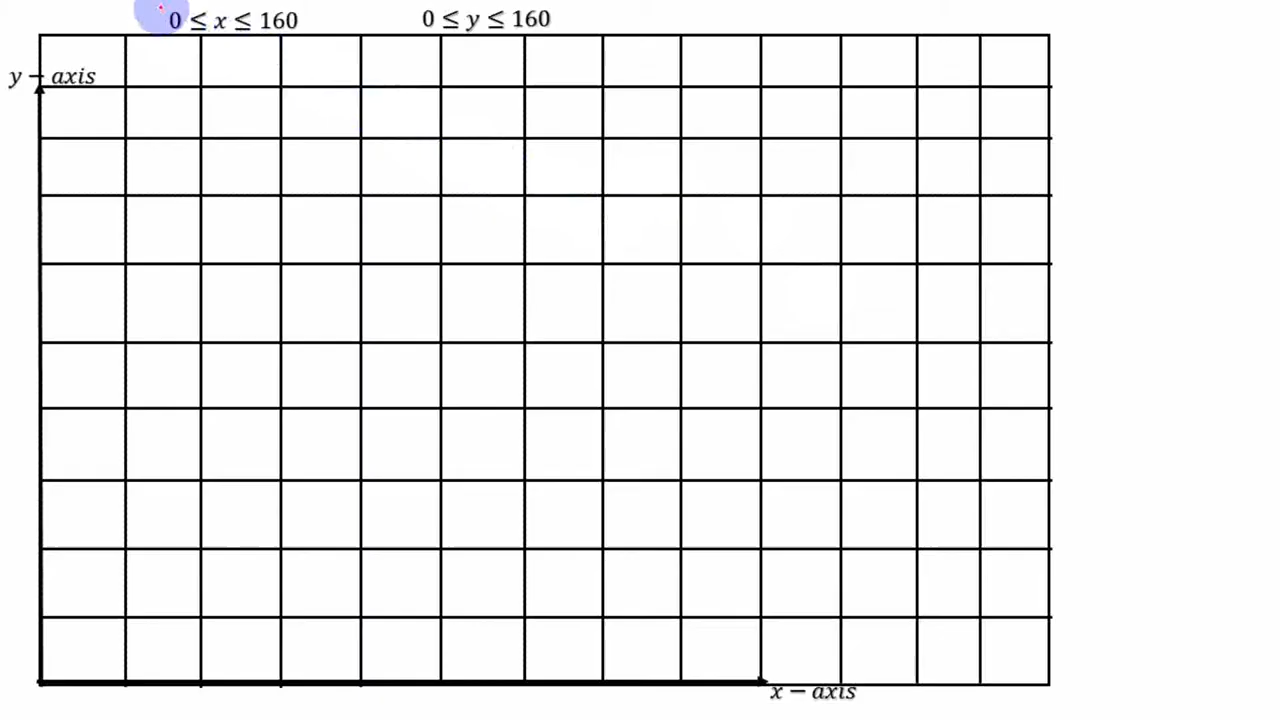 0 ≤ x ≤ 160 0 ≤ y ≤ 160
y − axis
x − axis